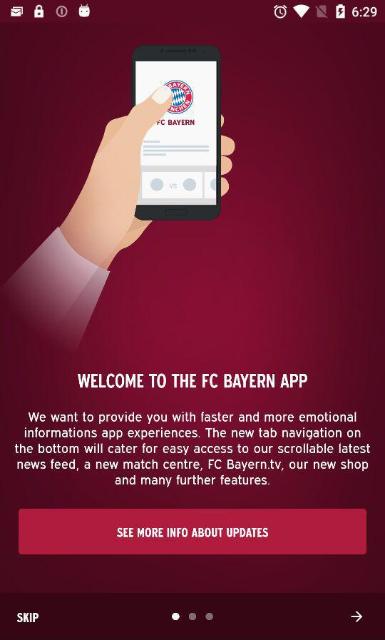 6:29
BAYERN
MÜNCHEN
FC BAYERN
VS
WELCOME TO THE FC BAYERN APP
We want to provide you with faster and more emotional
informations app experiences. The new tab navigation on
the bottom will cater for easy access to our scrollable latest
news feed, a new match centre, FC Bayern.tv, our new shop
and many further features.
SEE MORE INFO ABOUT UPDATES
SKIP